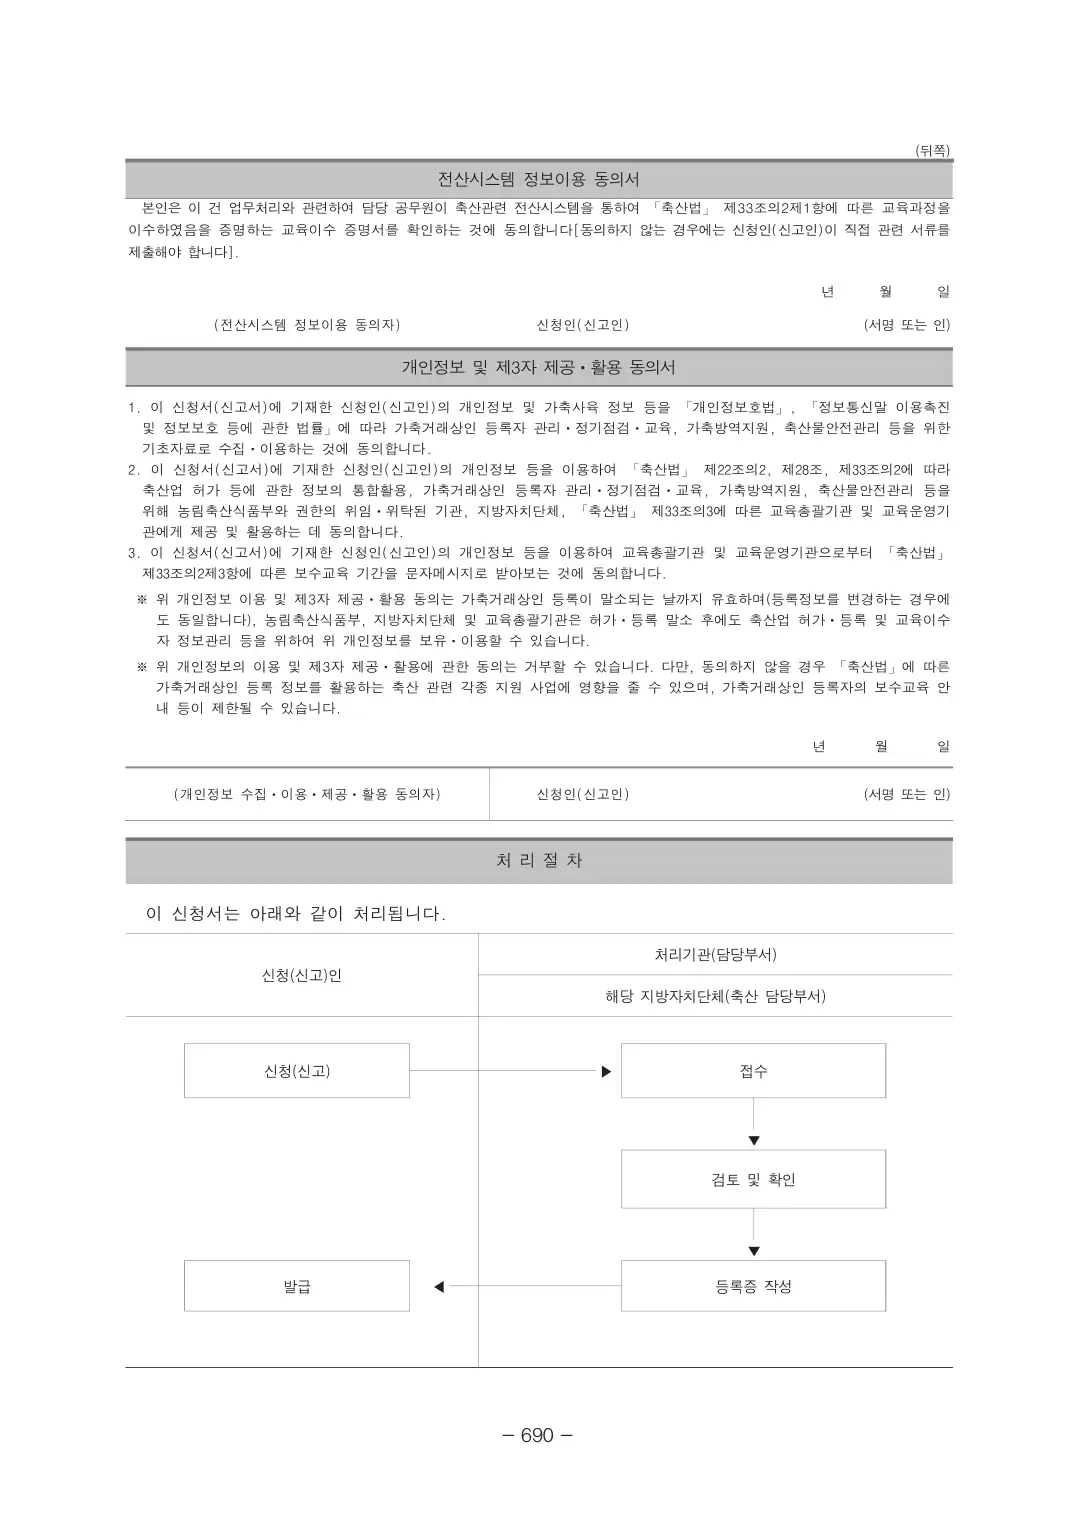 (뒤쪽)
전산시스템 정보이용 동의서
본인은 이 건 업무처리와 관련하여 담당 공무원이 축산관련 전산시스템을 통하여 「축산법」 제33조의2제1항에 따른 교육과정을
이수하였음을 증명하는 교육이수 증명서를 확인하는 것에 동의합니다[동의하지 않는 경우에는 신청인(신고인)이 직접 관련 서류를
제출해야 합니다].
년 월 일
(전산시스템 정보이용 동의자) 신청인(신고인) (서명 또는 인)
개인정보 및 제3자 제공・활용 동의서
1. 이 신청서(신고서)에 기재한 신청인(신고인)의 개인정보 및 가축사육 정보 등을 「개인정보호법」, 「정보통신말 이용촉진
및 정보보호 등에 관한 법률」에 따라 가축거래상인 등록자 관리・정기점검・교육, 가축방역지원, 축산물안전관리 등을 위한
기초자료로 수집・이용하는 것에 동의합니다.
2. 이 신청서(신고서)에 기재한 신청인(신고인)의 개인정보 등을 이용하여 「축산법」 제22조의2, 제28조, 제33조의2에 따라
축산업 허가 등에 관한 정보의 통합활용, 가축거래상인 등록자 관리・정기점검・교육, 가축방역지원, 축산물안전관리 등을
위해 농림축산식품부와 권한의 위임・위탁된 기관, 지방자치단체, 「축산법」 제33조의3에 따른 교육총괄기관 및 교육운영기
관에게 제공 및 활용하는 데 동의합니다.
3. 이 신청서(신고서)에 기재한 신청인(신고인)의 개인정보 등을 이용하여 교육총괄기관 및 교육운영기관으로부터 「축산법」
제33조의2제3항에 따른 보수교육 기간을 문자메시지로 받아보는 것에 동의합니다.
※ 위 개인정보 이용 및 제3자 제공・활용 동의는 가축거래상인 등록이 말소되는 날까지 유효하며(등록정보를 변경하는 경우에
도 동일합니다), 농림축산식품부, 지방자치단체 및 교육총괄기관은 허가・등록 말소 후에도 축산업 허가・등록 및 교육이수
자 정보관리 등을 위하여 위 개인정보를 보유・이용할 수 있습니다.
※ 위 개인정보의 이용 및 제3자 제공・활용에 관한 동의는 거부할 수 있습니다. 다만, 동의하지 않을 경우 「축산법」에 따른
가축거래상인 등록 정보를 활용하는 축산 관련 각종 지원 사업에 영향을 줄 수 있으며, 가축거래상인 등록자의 보수교육 안
내 등이 제한될 수 있습니다.
년 월 일
(개인정보 수집・이용・제공・활용 동의자) 신청인(신고인) (서명 또는 인)
처 리 절 차
이 신청서는 아래와 같이 처리됩니다.
신청(신고)인
처리기관(담당부서)
해당 지방자치단체(축산 담당부서)
신청(신고) ▶ 접수
▼
검토 및 확인
▼
발급 ◀ 등록증 작성
– 690 –